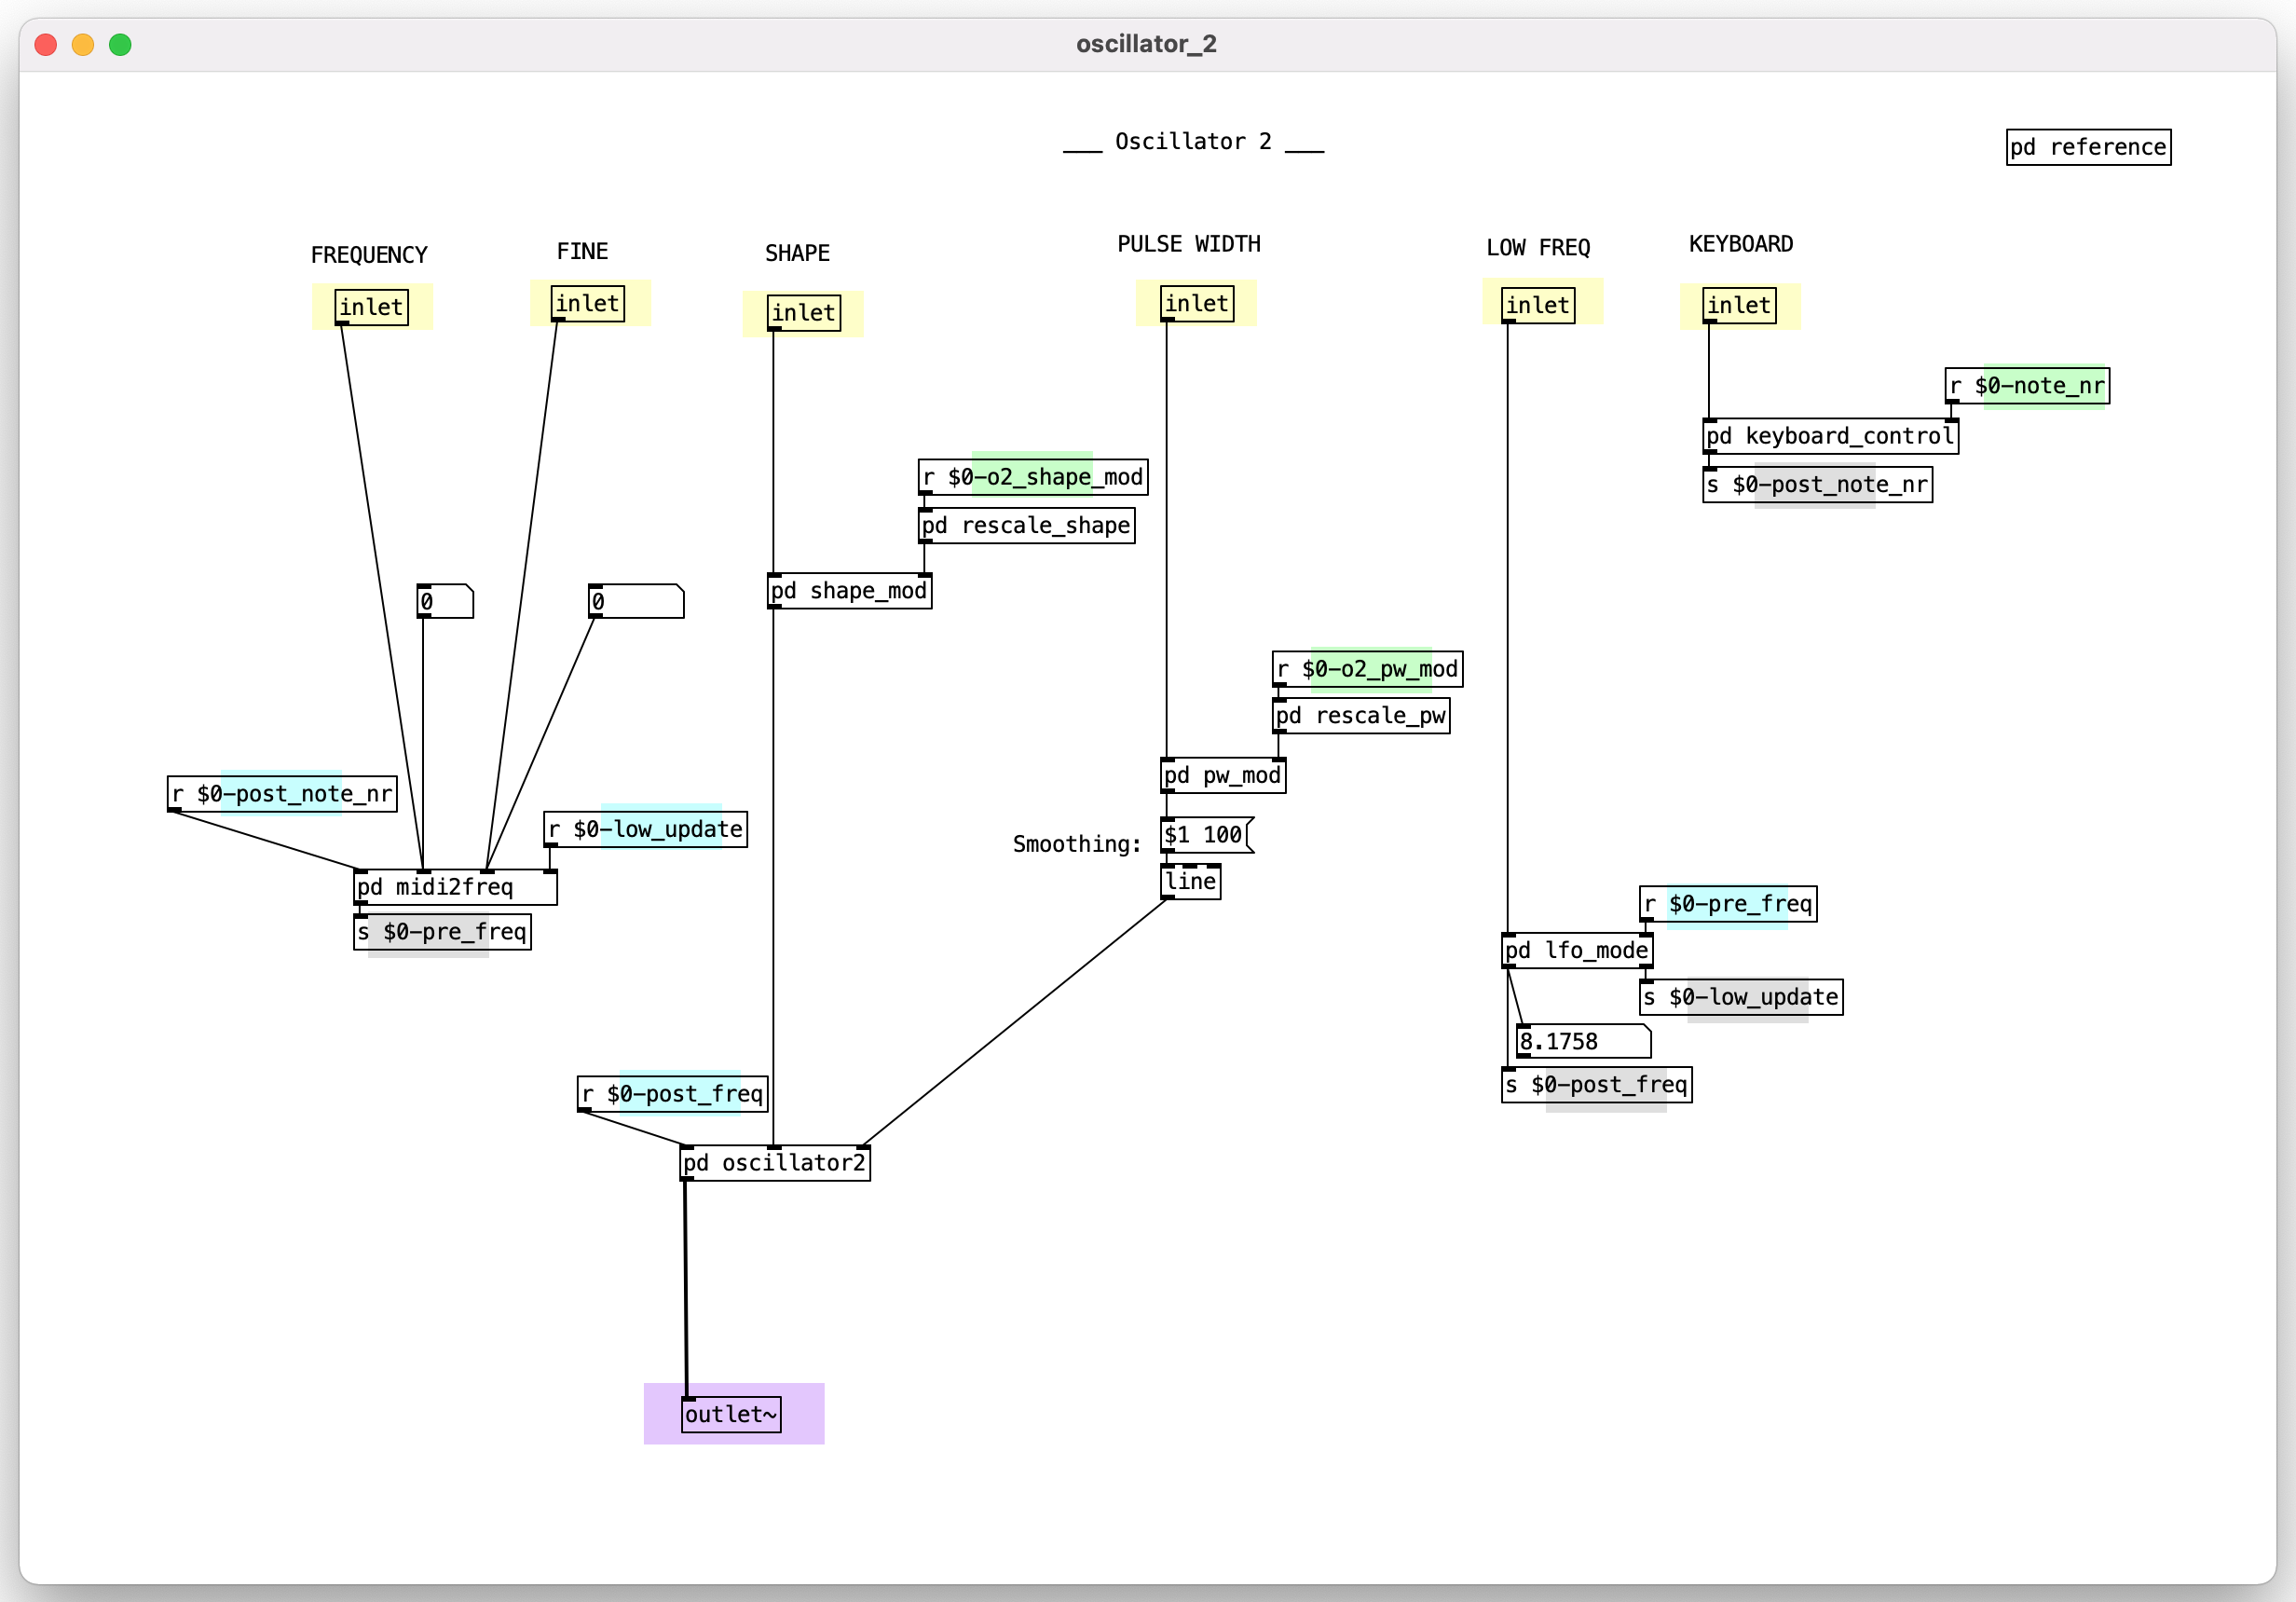 oscillator_2
___ Oscillator 2 ___
pd reference
FREQUENCY
FINE
SHAPE
PULSE WIDTH
LOW FREQ
KEYBOARD
inlet
inlet
inlet
inlet
inlet
inlet
r $0-note_nr
pd keyboard_control
s $0-post_note_nr
r $0-o2_shape_mod
pd rescale_shape
pd shape_mod
0
0
r $0-o2_pw_mod
pd rescale_pw
pd pw_mod
r $0-post_note_nr
r $0-low_update
Smoothing:
$1 100
line
pd midi2freq
s $0-pre_freq
r $0-pre_freq
pd lfo_mode
s $0-low_update
8.1758
s $0-post_freq
r $0-post_freq
pd oscillator2
outlet~